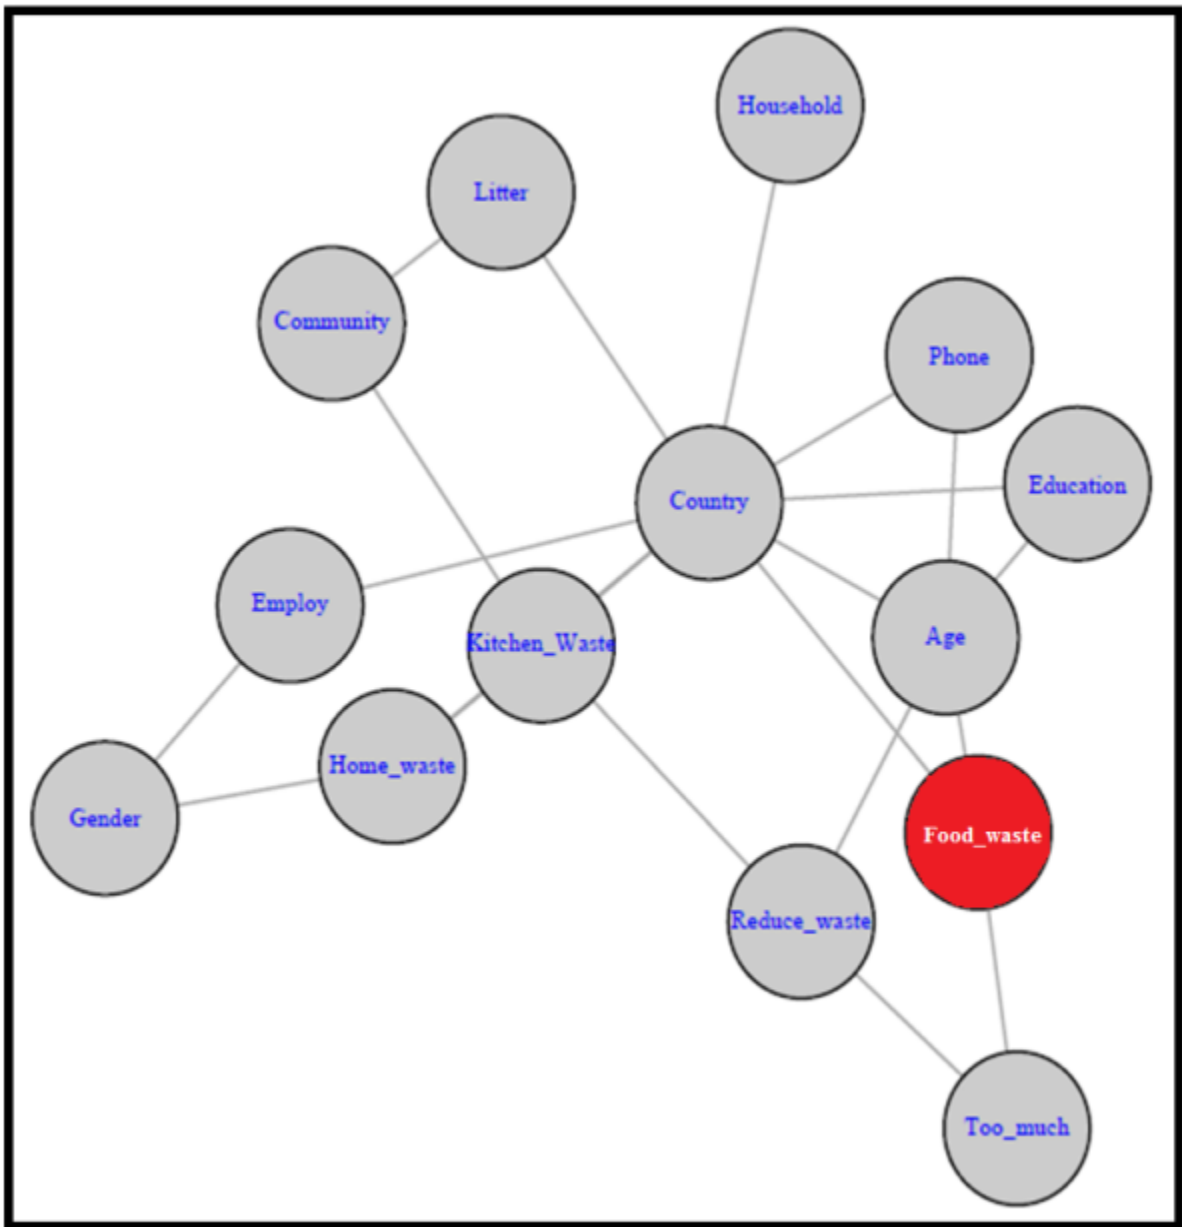 Household
Litter
Community
Phone
Education
Country
Employ
Kitchen_Waste
Age
Home_waste
Gender
Food_waste
Reduce_waste
Too_much